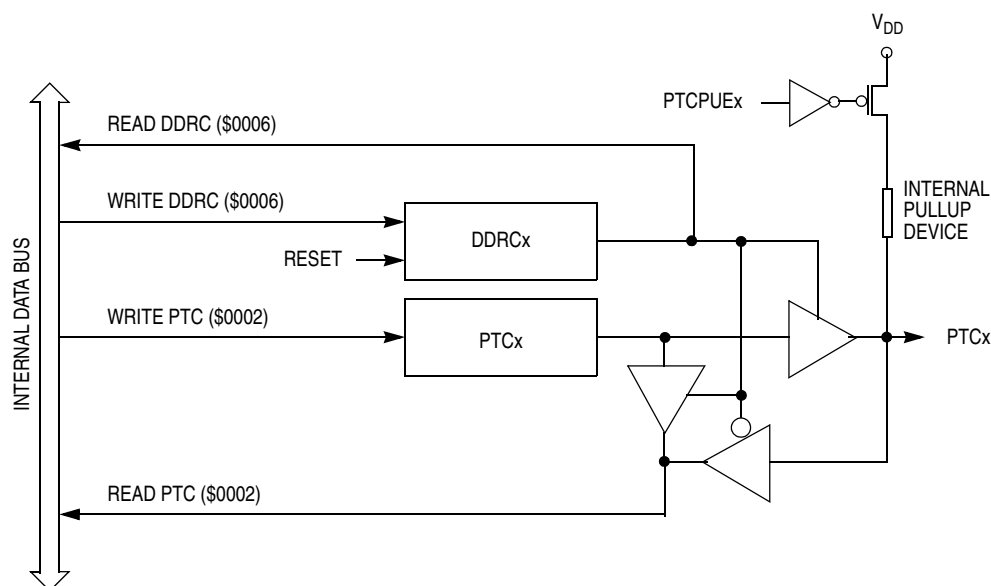 VDD
PTCPUEx
READ DDRC ($0006)
WRITE DDRC ($0006)
INTERNAL
PULLUP
DEVICE
DDRCx
RESET
INTERNAL DATA BUS
WRITE PTC ($0002)
PTCx
PTCx
READ PTC ($0002)